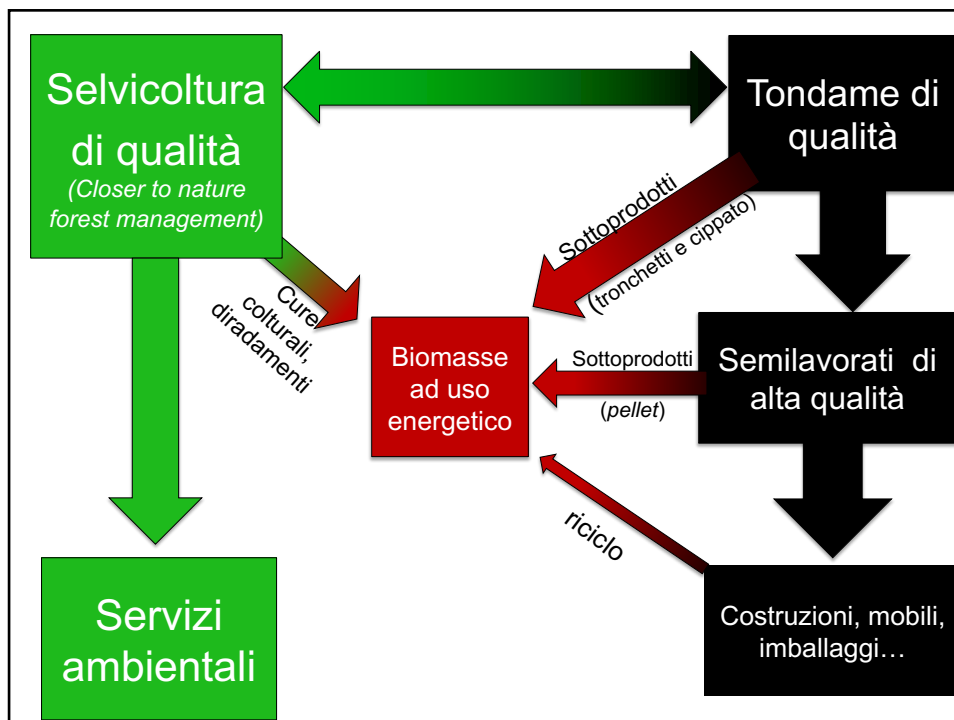 Selvicoltura
di qualità
(Closer to nature
forest management)
Tondame di
qualità
Sottoprodotti
(tronchetti e cippato)
Cure
colturali,
diradamenti
Biomasse
ad uso
energetico
Sottoprodotti
(pellet)
Semilavorati di
alta qualità
riciclo
Servizi
ambientali
Costruzioni, mobili,
imballaggi…